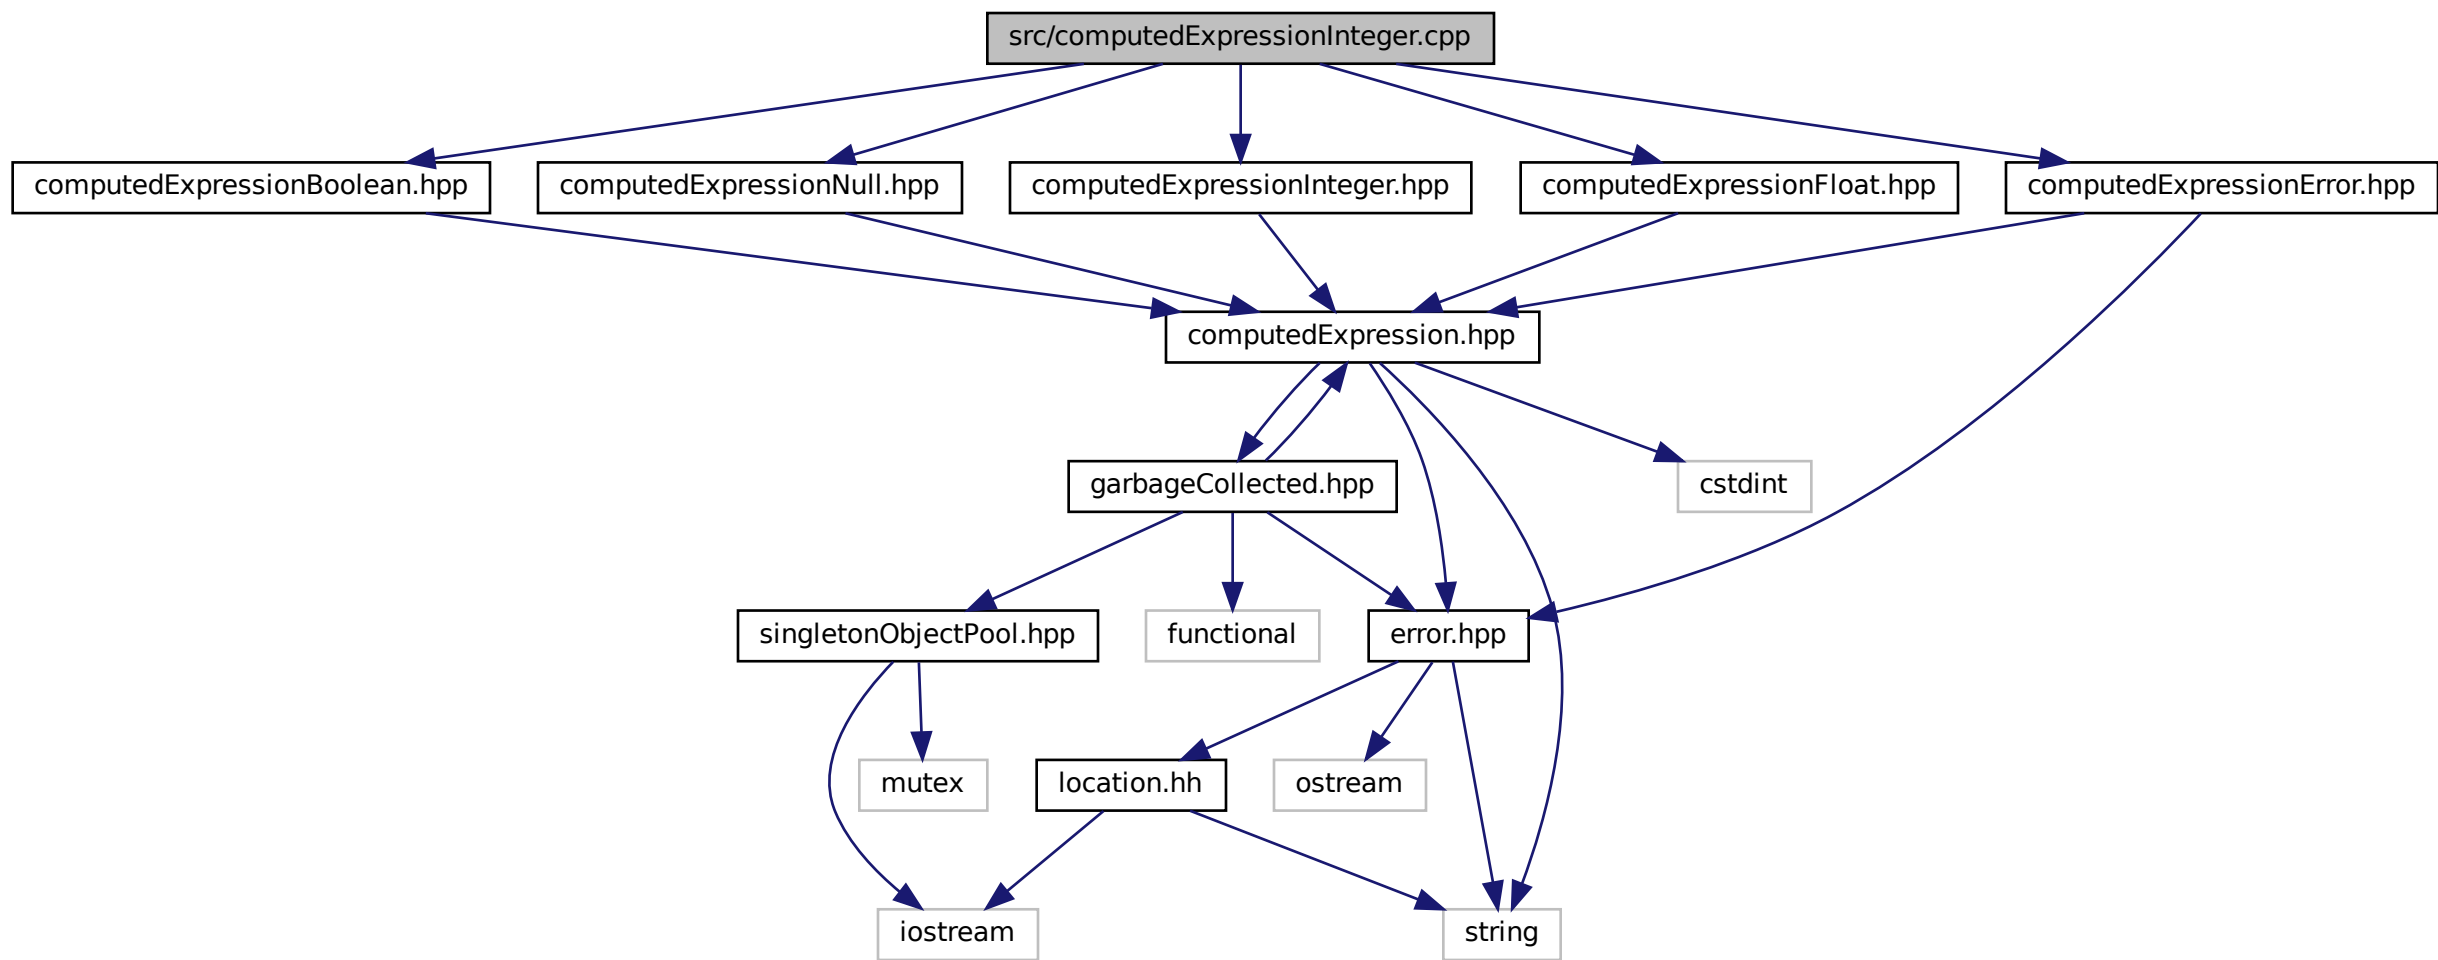 src/computedExpressionInteger.cpp
computedExpressionBoolean.hpp
computedExpressionNull.hpp
computedExpressionInteger.hpp
computedExpressionFloat.hpp
computedExpressionError.hpp
computedExpression.hpp
garbageCollected.hpp
cstdint
singletonObjectPool.hpp
functional
error.hpp
mutex
location.hh
ostream
iostream
string